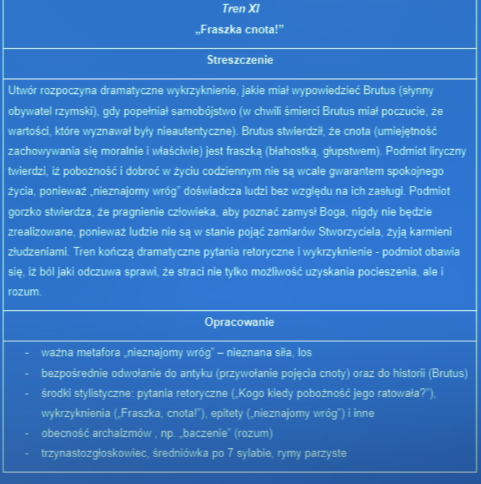 Tren XI
„Fraszka cnota!”
Streszczenie
Utwór rozpoczyna dramatyczne wykrzyknienie, jakie miał wypowiedzieć Brutus (słynny
obywatel rzymski), gdy popełniał samobójstwo (w chwili śmierci Brutus miał poczucie, że
wartości, które wyznawał były nieautentyczne). Brutus stwierdził, że cnota (umiejętność
zachowywania się moralnie i właściwie) jest fraszką (błahostką, głupstwem). Podmiot liryczny
twierdzi, iż pobożność i dobroć w życiu codziennym nie są wcale gwarantem spokojnego
życia, ponieważ „nieznajomy wróg” doświadcza ludzi bez względu na ich zasługi. Podmiot
gorzko stwierdza, że pragnienie człowieka, aby poznać zamysł Boga, nigdy nie będzie
zrealizowane, ponieważ ludzie nie są w stanie pojąć zamiarów Stworzyciela, żyją karmieni
złudzeniami. Tren kończą dramatyczne pytania retoryczne i wykrzyknienie - podmiot obawia
się, iż ból jaki odczuwa sprawi, że straci nie tylko możliwość uzyskania pocieszenia, ale i
rozum.
Opracowanie
- ważna metafora „nieznajomy wróg” – nieznana siła, los
- bezpośrednie odwołanie do antyku (przywołanie pojęcia cnoty) oraz do historii (Brutus)
- środki stylistyczne: pytania retoryczne („Kogo kiedy pobożność jego ratowała?”),
wykrzyknienia („Fraszka, cnota!”), epitety („nieznajomy wróg”) i inne
- obecność archaizmów , np. „baczenie” (rozum)
- trzynastozgłoskowiec, średniówka po 7 sylabie, rymy parzyste